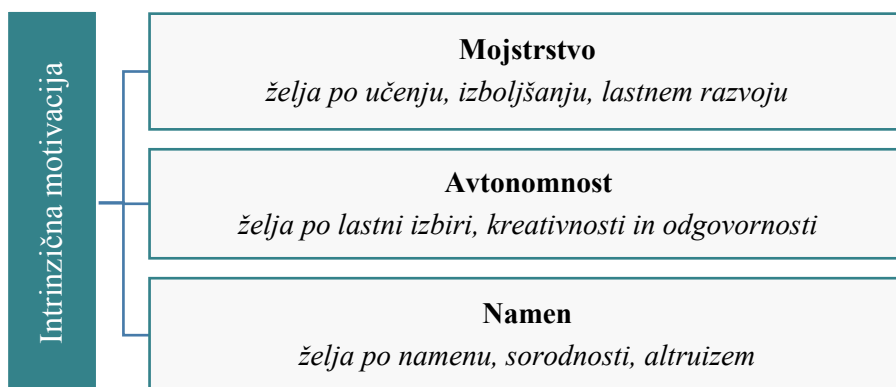 Intrinzična motivacija
Mojstrstvo
želja po učenju, izboljšanju, lastnem razvoju
Avtonomnost
želja po lastni izbiri, kreativnosti in odgovornosti
Namen
želja po namenu, sorodnosti, altruizem